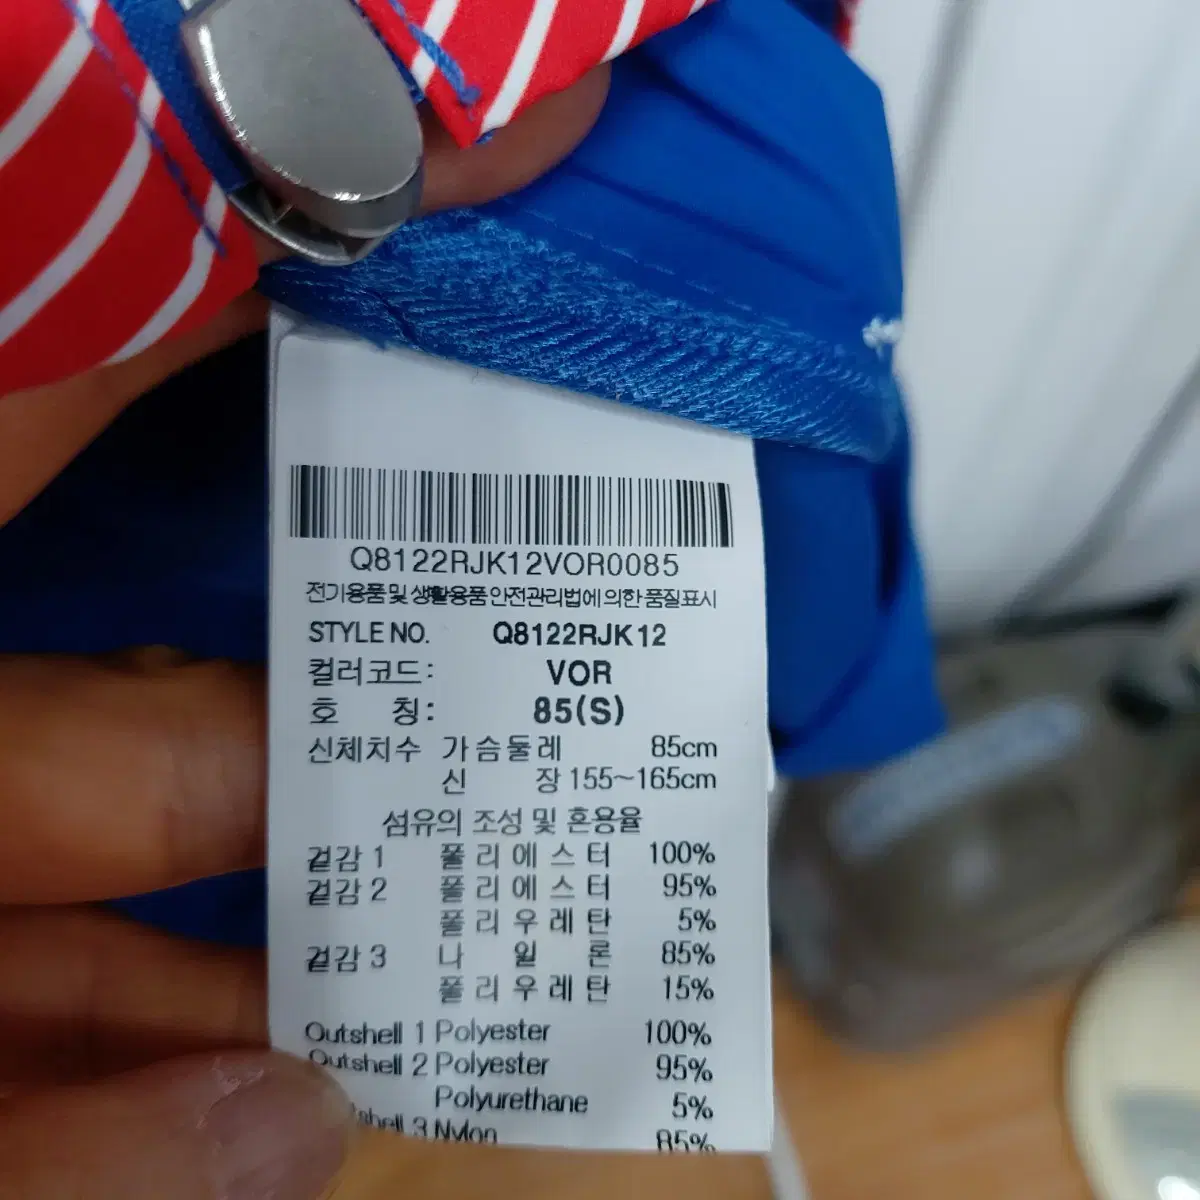 Q8122RJK12VOR0085
전기용품 및 생활용품 안전관리법에 의한 품질표시
STYLE NO. Q8122RJK12
컬러코드: VOR
호 칭: 85(S)
신체치수 가슴둘레 85cm
신 장 155~165cm
섬유의 조성 및 혼용율
겉감 1 폴리에스터 100%
겉감 2 폴리에스터 95%
폴리우레탄 5%
겉감 3 나 일 론 85%
폴리우레탄 15%
Outshell 1 Polyester 100%
Outshell 2 Polyester 95%
Polyurethane 5%
3 Nylon 85%